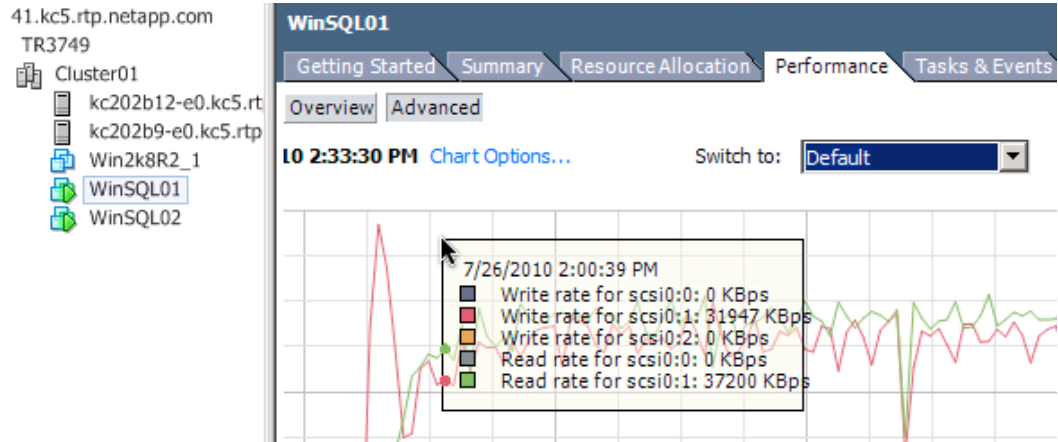 41.kc5.rtp.netapp.com
TR3749
Cluster01
kc202b12-e0.kc5.rt
kc202b9-e0.kc5.rtp
Win2k8R2_1
WinSQL01
WinSQL02
WinSQL01
Getting Started Summary Resource Allocation Performance Tasks & Events
Overview Advanced
10 2:33:30 PM Chart Options... Switch to: Default
7/26/2010 2:00:39 PM
Write rate for scsi0:0: 0 KBps
Write rate for scsi0:1: 31947 KBps
Write rate for scsi0:2: 0 KBps
Read rate for scsi0:0: 0 KBps
Read rate for scsi0:1: 37200 KBps